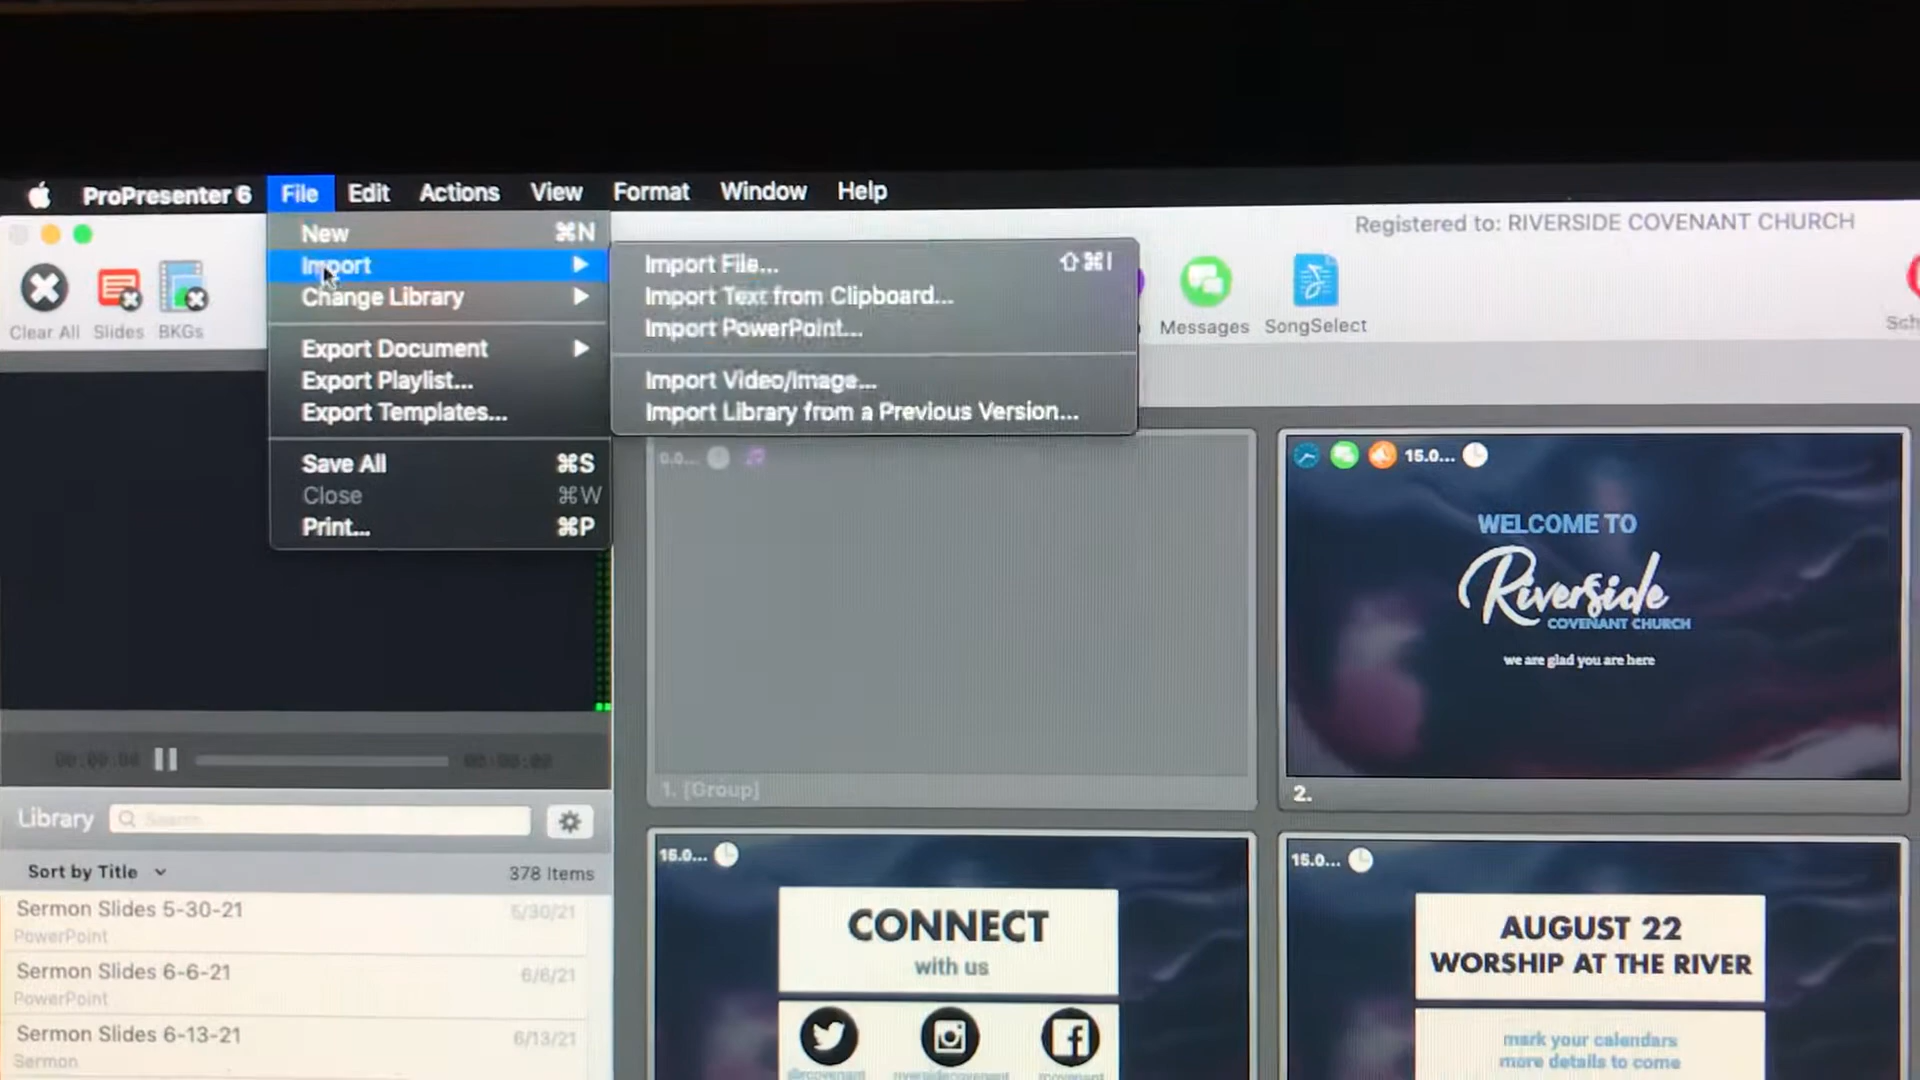 ProPresenter 6 File Edit Actions View Format Window Help
Registered to: RIVERSIDE COVENANT CHURCH
Clear All Slides BKGs
Messages SongSelect
New ⌘N
Import ▶
Change Library ▶
Export Document ▶
Export Playlist...
Export Templates...
Save All ⌘S
Close ⌘W
Print... ⌘P
Import File... ⇧⌘I
Import Text from Clipboard...
Import PowerPoint...
Import Video/Image...
Import Library from a Previous Version...
0.0...
1. [Group]
15.0...
WELCOME TO
Riverside
COVENANT CHURCH
we are glad you are here
2.
Library Search...
Sort by Title 378 Items
Sermon Slides 5-30-21 5/30/21
PowerPoint
Sermon Slides 6-6-21 6/6/21
PowerPoint
Sermon Slides 6-13-21 6/13/21
Sermon
15.0...
CONNECT
with us
15.0...
AUGUST 22
WORSHIP AT THE RIVER
mark your calendars
more details to come